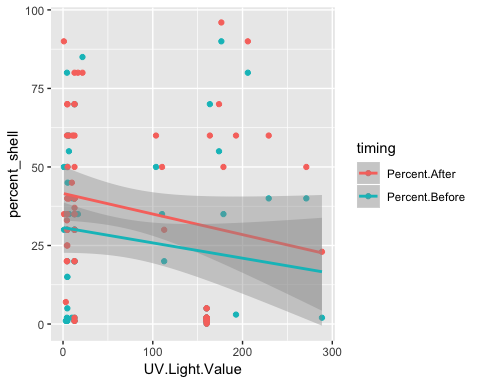 100
75
50
25
0
percent_shell
0
100
200
300
UV.Light.Value
timing
Percent.After
Percent.Before